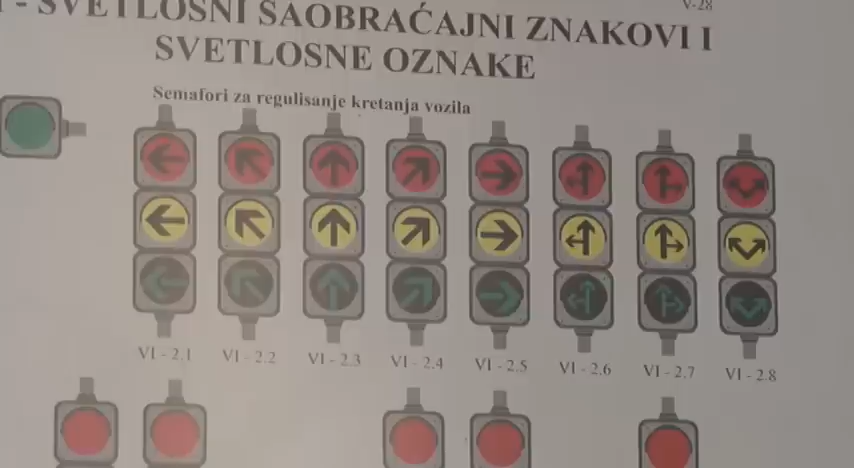 V-28
- SVETLOSNI SAOBRAĆAJNI ZNAKOVI I
SVETLOSNE OZNAKE
Semafori za regulisanje kretanja vozila
VI - 2.1 VI - 2.2 VI - 2.3 VI - 2.4 VI - 2.5 VI - 2.6 VI - 2.7 VI - 2.8